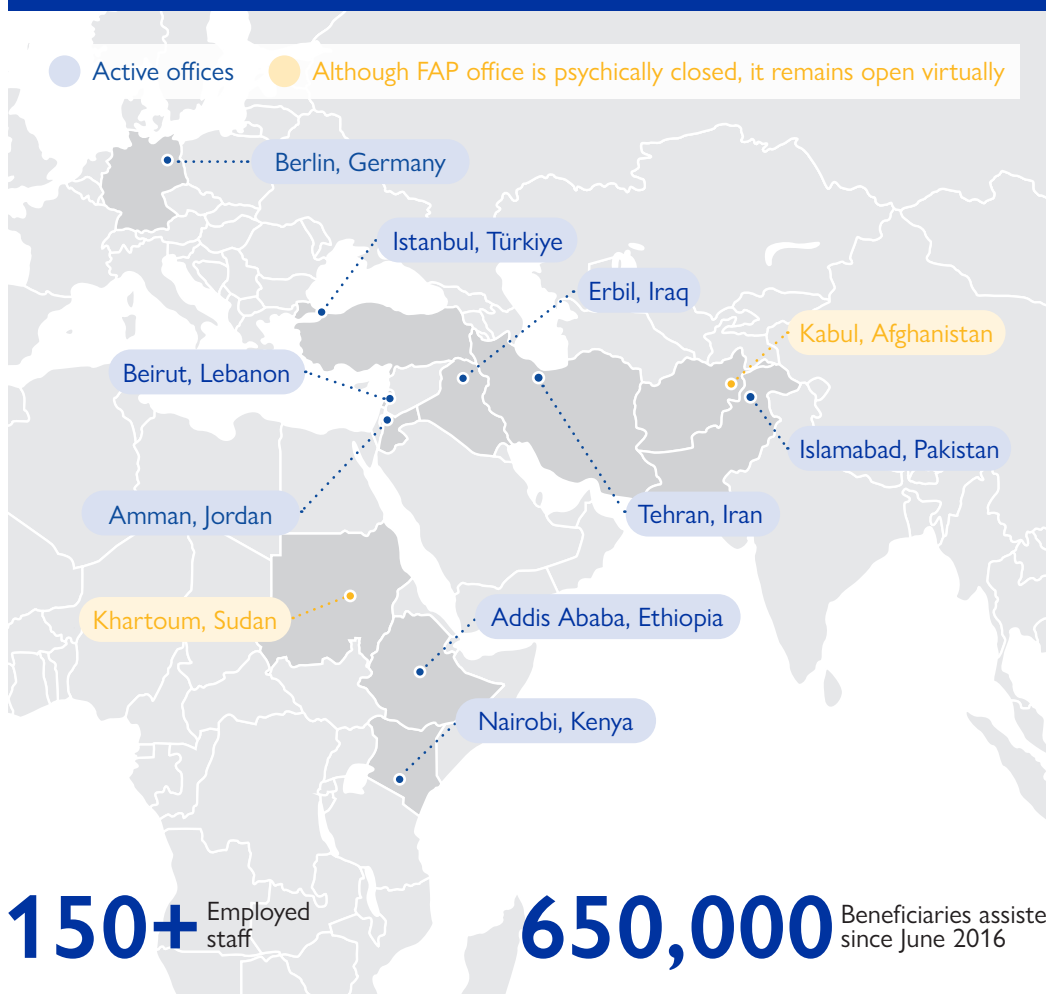 Active offices
Although FAP office is psychically closed, it remains open virtually
Berlin, Germany
Istanbul, Türkiye
Erbil, Iraq
Kabul, Afghanistan
Beirut, Lebanon
Islamabad, Pakistan
Amman, Jordan
Tehran, Iran
Khartoum, Sudan
Addis Ababa, Ethiopia
Nairobi, Kenya
150+ Employed
staff
650,000 Beneficiaries assiste
since June 2016